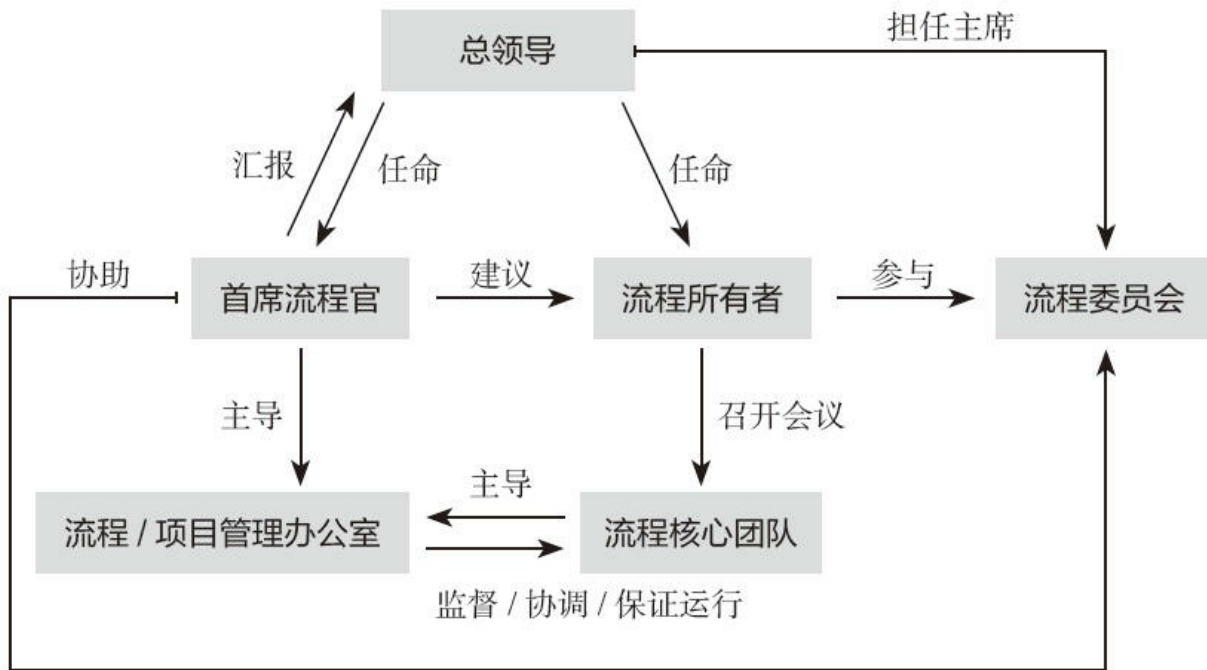 担任主席
总领导
汇报
任命
任命
协助
首席流程官
建议
流程所有者
参与
流程委员会
主导
召开会议
主导
流程 / 项目管理办公室
流程核心团队
监督 / 协调 / 保证运行